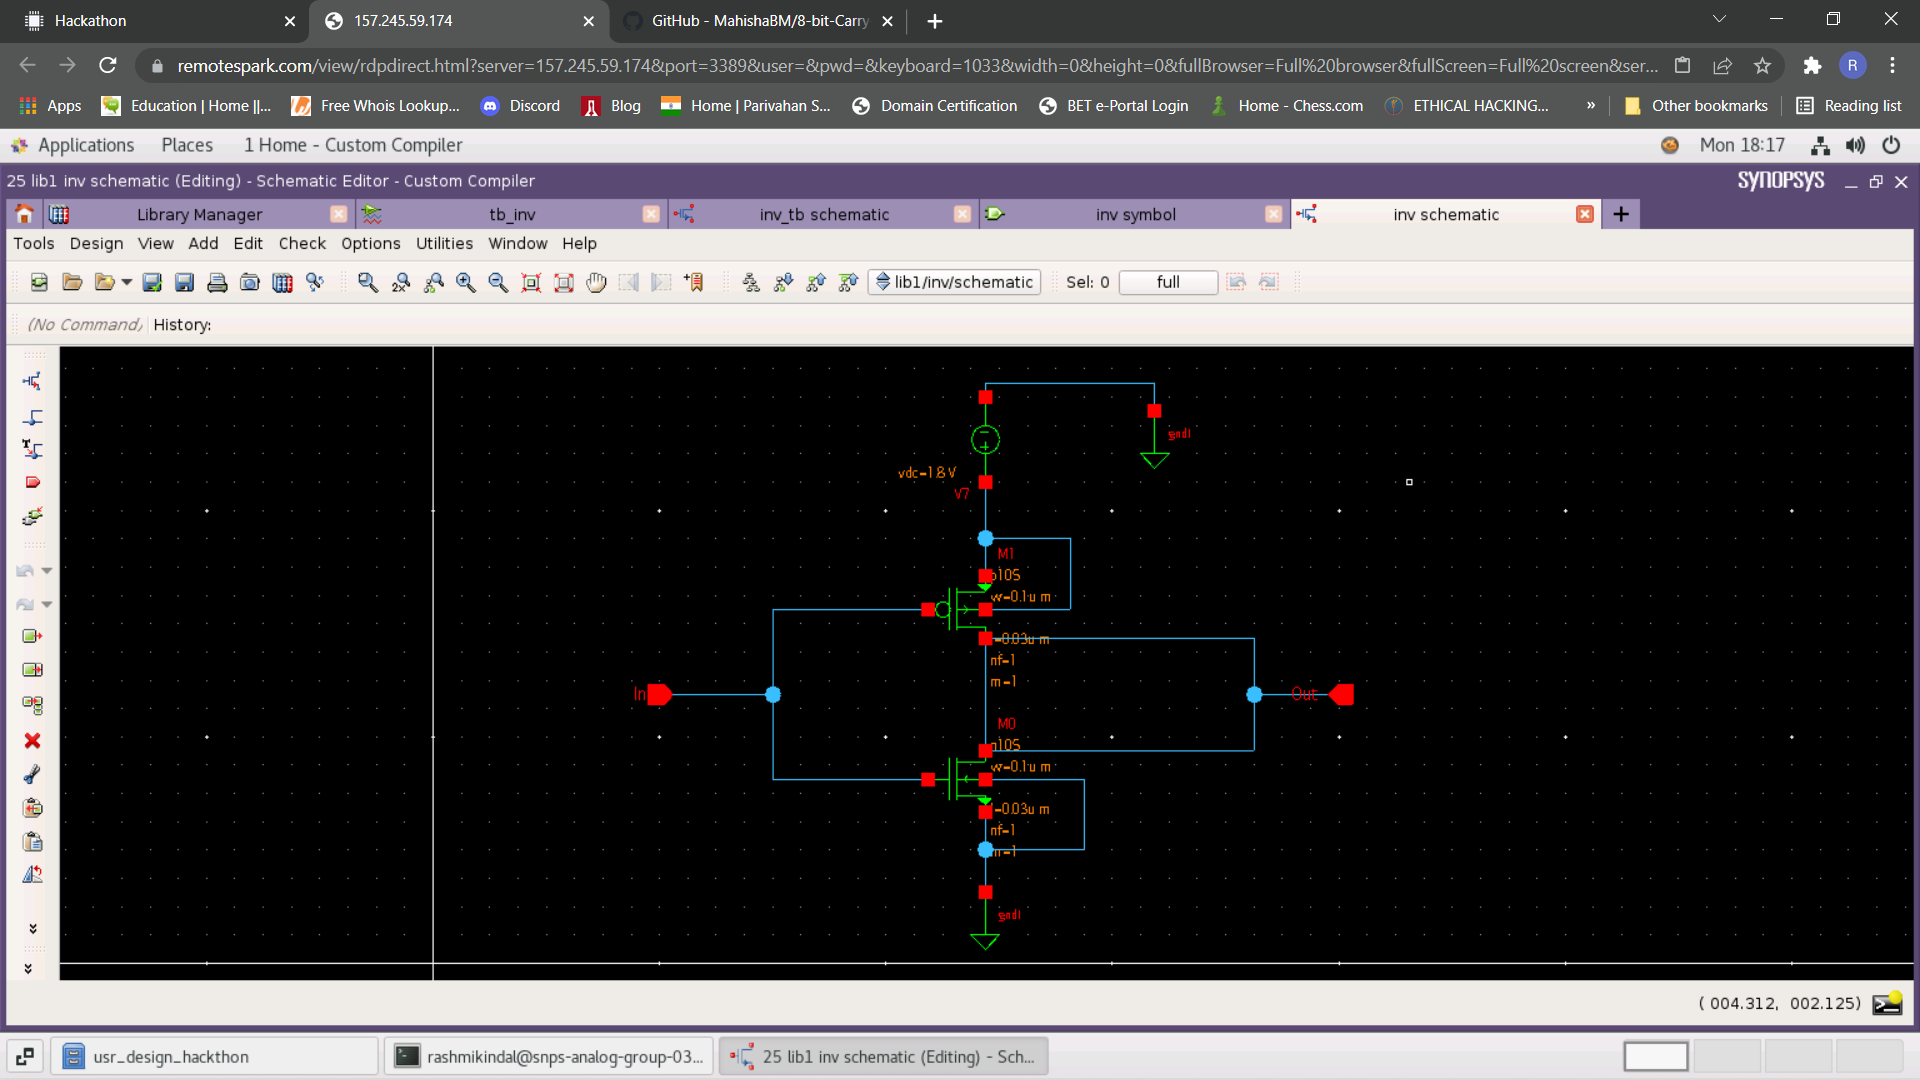 Hackathon
157.245.59.174
GitHub - MahishaBM/8-bit-Carry
remotespark.com/view/rdpdirect.html?server=157.245.59.174&port=3389&user=&pwd=&keyboard=1033&width=0&height=0&fullBrowser=Full%20browser&fullScreen=Full%20screen&ser...
R
Apps
Education | Home ||...
Free Whois Lookup...
Discord
Blog
Home | Parivahan S...
Domain Certification
BET e-Portal Login
Home - Chess.com
ETHICAL HACKING...
»
Other bookmarks
Reading list
Applications Places 1 Home - Custom Compiler
Mon 18:17
25 lib1 inv schematic (Editing) - Schematic Editor - Custom Compiler
SYNOPSYS
Library Manager
tb_inv
inv_tb schematic
inv symbol
inv schematic
Tools Design View Add Edit Check Options Utilities Window Help
2x
lib1/inv/schematic
Sel: 0
full
(No Command) History:
gnd!
vdc=1.8 V
V7
M1
p105
w=0.1u m
l=0.03u m
nf=1
m=1
In
Out
M0
n105
w=0.1u m
l=0.03u m
nf=1
m=1
gnd!
( 004.312, 002.125)
usr_design_hackthon
rashmikindal@snps-analog-group-03...
25 lib1 inv schematic (Editing) - Sch...